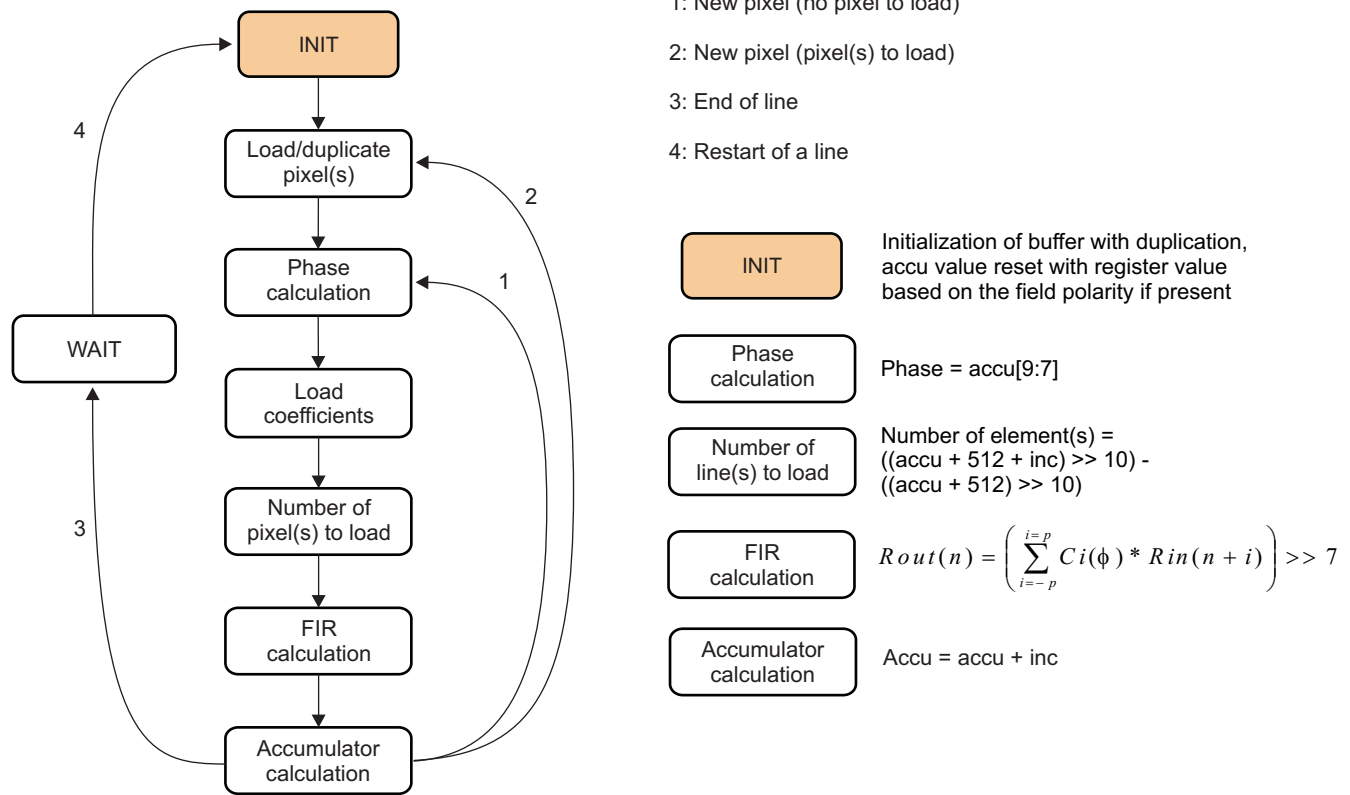 INIT
Load/duplicate
pixel(s)
Phase
calculation
Load
coefficients
Number of
pixel(s) to load
FIR
calculation
Accumulator
calculation
WAIT
4
3
2
1
1: New pixel (no pixel to load)
2: New pixel (pixel(s) to load)
3: End of line
4: Restart of a line
INIT
Initialization of buffer with duplication,
accu value reset with register value
based on the field polarity if present
Phase
calculation
Phase = accu[9:7]
Number of
line(s) to load
Number of element(s) =
((accu + 512 + inc) >> 10) -
((accu + 512) >> 10)
FIR
calculation
Rout(n) = ( ∑ i=-p i=p Ci(ϕ) * Rin(n + i) ) >> 7
Accumulator
calculation
Accu = accu + inc